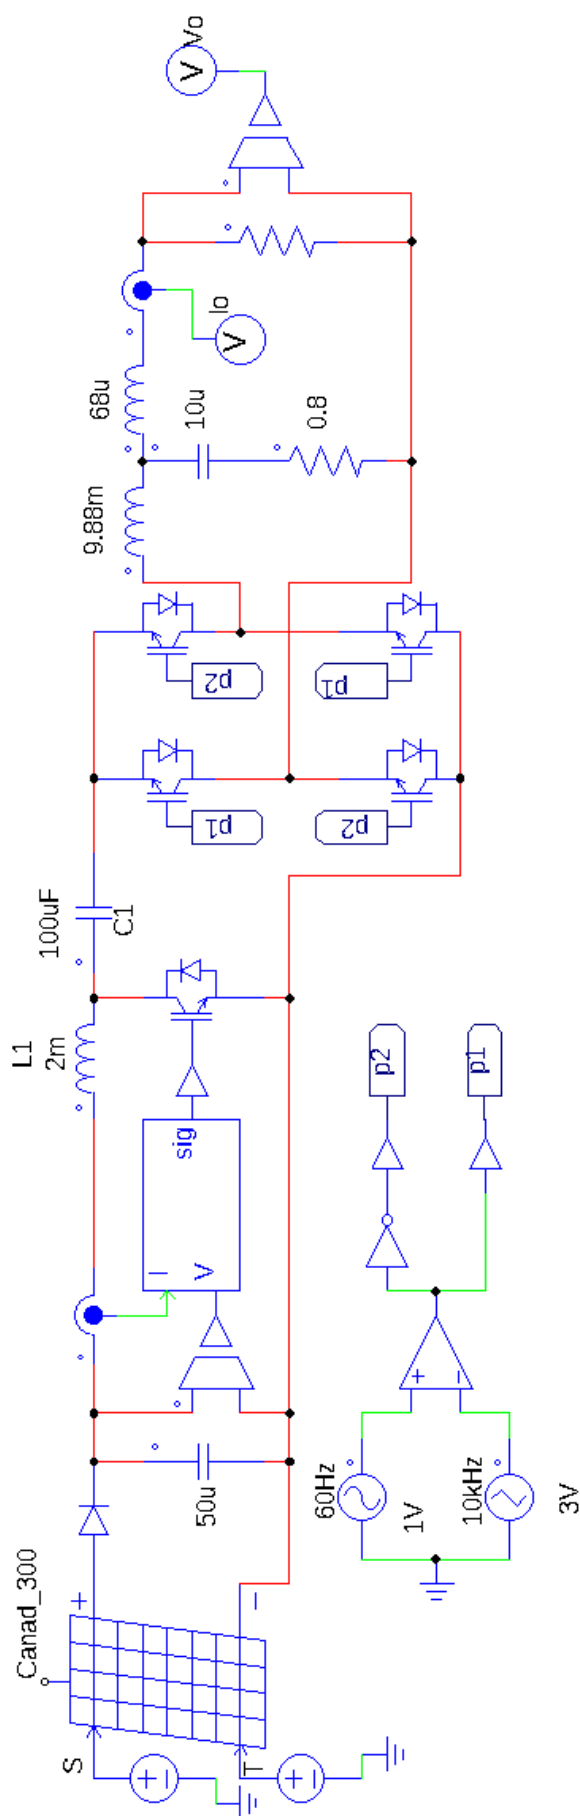 Canad_300
+
-
S
T
50u
I
V
sig
L1
2m
100uF
C1
p1
p2
p2
p1
9.88m
68u
10u
0.8
V
Io
V
Vo
60Hz
1V
10kHz
3V
+
-
p2
p1